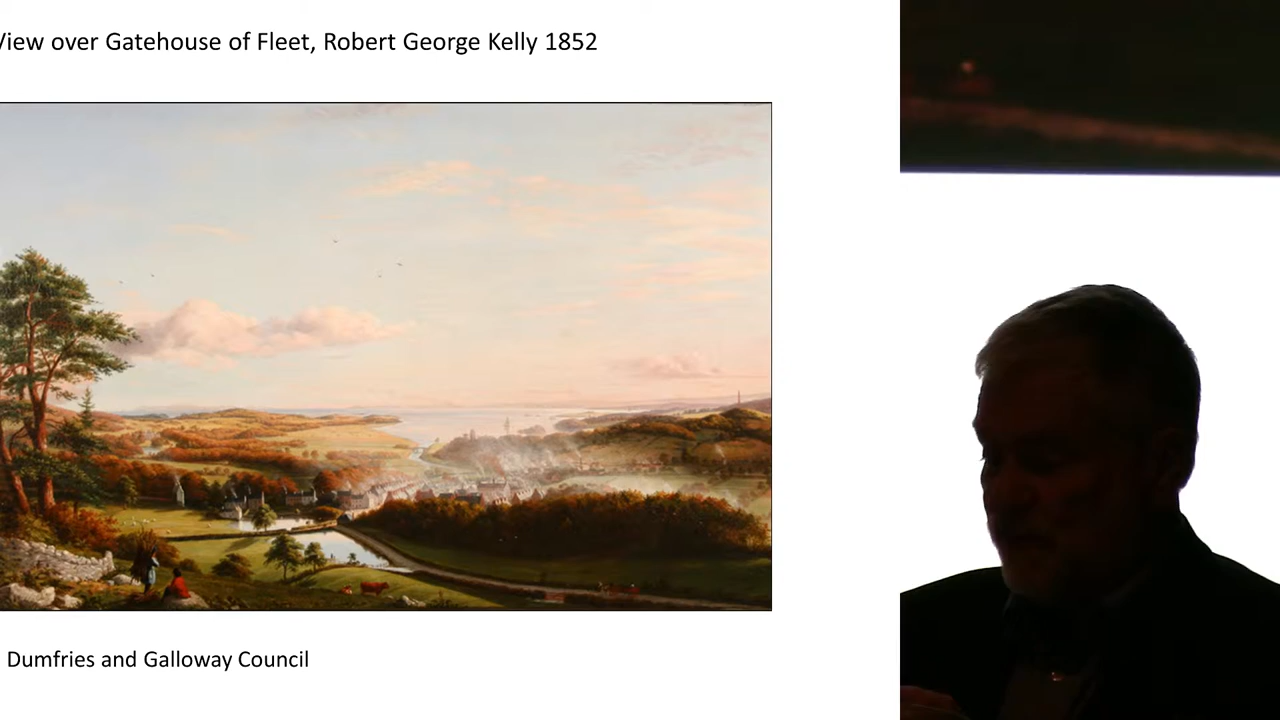 View over Gatehouse of Fleet, Robert George Kelly 1852
Dumfries and Galloway Council